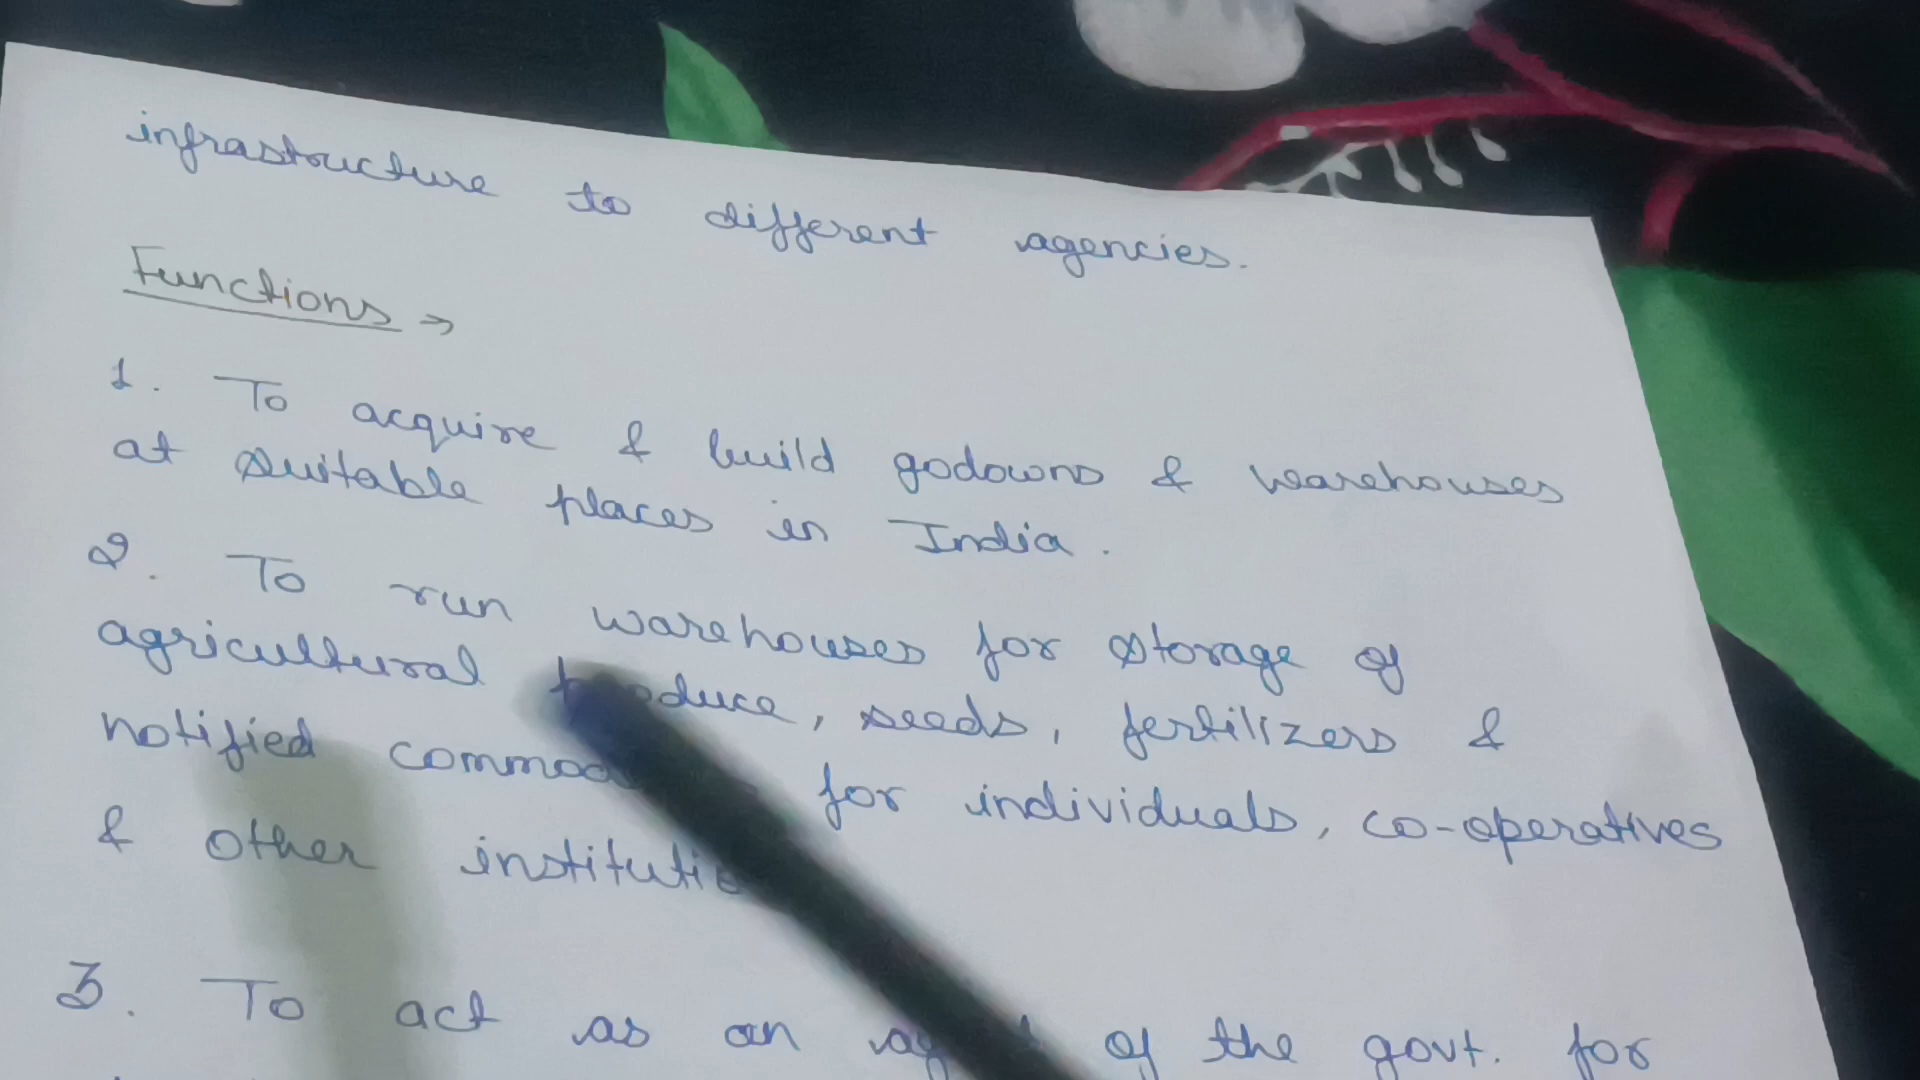 infrastructure to different agencies.
Functions →
1. To acquire & build godowns & warehouses
at suitable places in India.
2. To run warehouses for storage of
agricultural produce, seeds, fertilizers &
notified for individuals, co-operatives
& other
3. To act as an of the govt. for